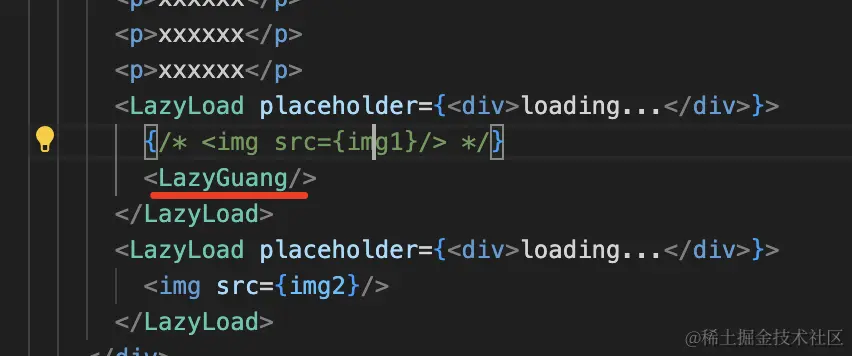 <p>xxxxxx</p>
<p>xxxxxx</p>
<p>xxxxxx</p>
<LazyLoad placeholder={<div>loading...</div>}>
{/* <img src={img1}/> */}
<LazyGuang/>
</LazyLoad>
<LazyLoad placeholder={<div>loading...</div>}>
<img src={img2}/>
</LazyLoad>
</div>
@稀土掘金技术社区